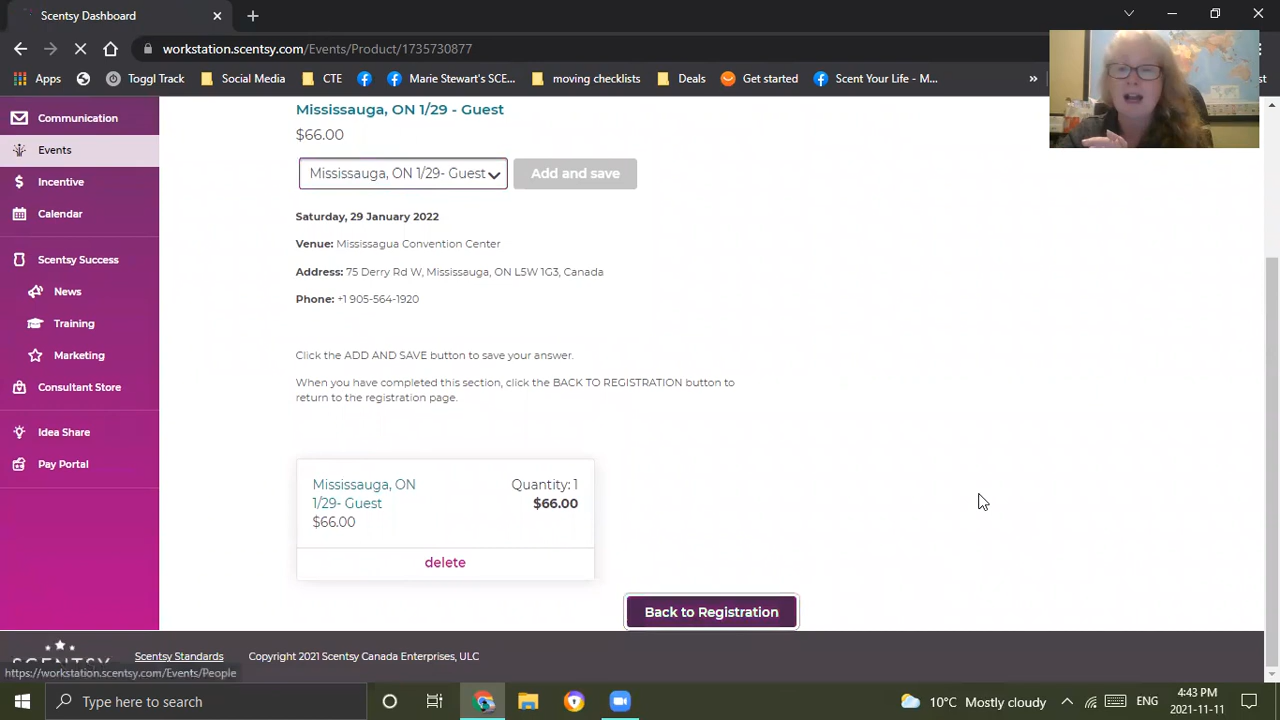 Scentsy Dashboard
workstation.scentsy.com/Events/Product/1735730877
Apps
Toggl Track
Social Media
CTE
Merie Stewart's SCE...
moving checklists
Deals
Get started
Scent Your Life - M...
»
Communication
Events
Incentive
Calendar
Scentsy Success
News
Training
Marketing
Consultant Store
Idea Share
Pay Portal
Mississauga, ON 1/29 - Guest
$66.00
Mississauga, ON 1/29- Guest
Add and save
Saturday, 29 January 2022
Venue: Mississagua Convention Center
Address: 75 Derry Rd W, Mississauga, ON L5W 1G3, Canada
Phone: +1 905-564-1920
Click the ADD AND SAVE button to save your answer.
When you have completed this section, click the BACK TO REGISTRATION button to
return to the registration page.
Mississauga, ON
1/29- Guest
$66.00
Quantity: 1
$66.00
delete
Back to Registration
SCENTSY
Scentsy Standards
Copyright 2021 Scentsy Canada Enterprises, ULC
https://workstation.scentsy.com/Events/People
Type here to search
10°C Mostly cloudy
ENG
4:43 PM
2021-11-11